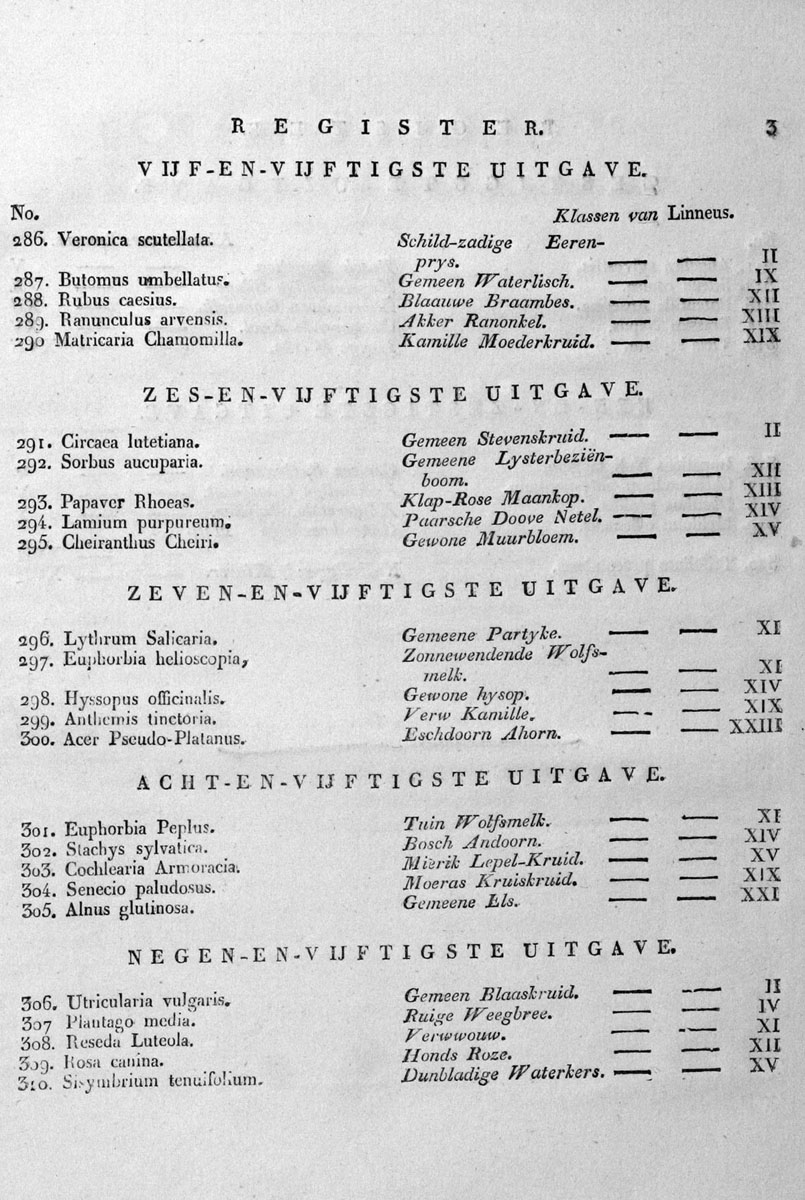 REGISTER. 3
VIJF-EN-VIJFTIGSTE UITGAVE.
No. Klassen van Linneus.
286. Veronica scutellata. Schild-zadige Eeren-
prys. — — II
287. Butomus umbellatus. Gemeen Waterlisch. — — IX
288. Rubus caesius. Blaauwe Braambes. — — XII
289. Ranunculus arvensis. Akker Ranonkel. — — XIII
290 Matricaria Chamomilla. Kamille Moederkruid. — — XIX
ZES-EN-VIJFTIGSTE UITGAVE.
291. Circaea lutetiana. Gemeen Stevenskruid. — — II
292. Sorbus aucuparia. Gemeene Lysterbeziën-
boom. — — XII
293. Papaver Rhoeas. Klap-Rose Maankop. — — XIII
294. Lamium purpureum. Paarsche Doove Netel. — — XIV
295. Cheiranthus Cheiri. Gewone Muurbloem. — — XV
ZEVEN-EN-VIJFTIGSTE UITGAVE.
296. Lythrum Salicaria. Gemeene Partyke. — — XI
297. Euphorbia helioscopia, Zonnewendende Wolfs-
melk. — — XI
298. Hyssopus officinalis. Gewone hysop. — — XIV
299. Anthemis tinctoria. Verw Kamille. — — XIX
300. Acer Pseudo-Platanus. Eschdoorn Ahorn. — — XXIII
ACHT-EN-VIJFTIGSTE UITGAVE.
301. Euphorbia Peplus. Tuin Wolfsmelk. — — XI
302. Stachys sylvatica. Bosch Andoorn. — — XIV
303. Cochlearia Armoracia. Mierik Lepel-Kruid. — — XV
304. Senecio paludosus. Moeras Kruiskruid. — — XIX
305. Alnus glutinosa. Gemeene Els. — — XXI
NEGEN-EN-VIJFTIGSTE UITGAVE.
306. Utricularia vulgaris. Gemeen Blaaskruid. — — II
307 Plantago media. Ruige Weegbree. — — IV
308. Reseda Luteola. Verwwouw. — — XI
309. Rosa canina. Honds Roze. — — XII
310. Sisymbrium tenuifolium. Dunbladige Waterkers. — — XV